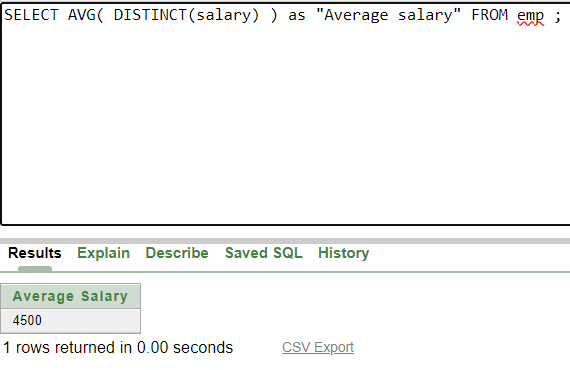 SELECT AVG( DISTINCT(salary) ) as "Average salary" FROM emp ;
Results Explain Describe Saved SQL History
Average Salary
4500
1 rows returned in 0.00 seconds CSV Export